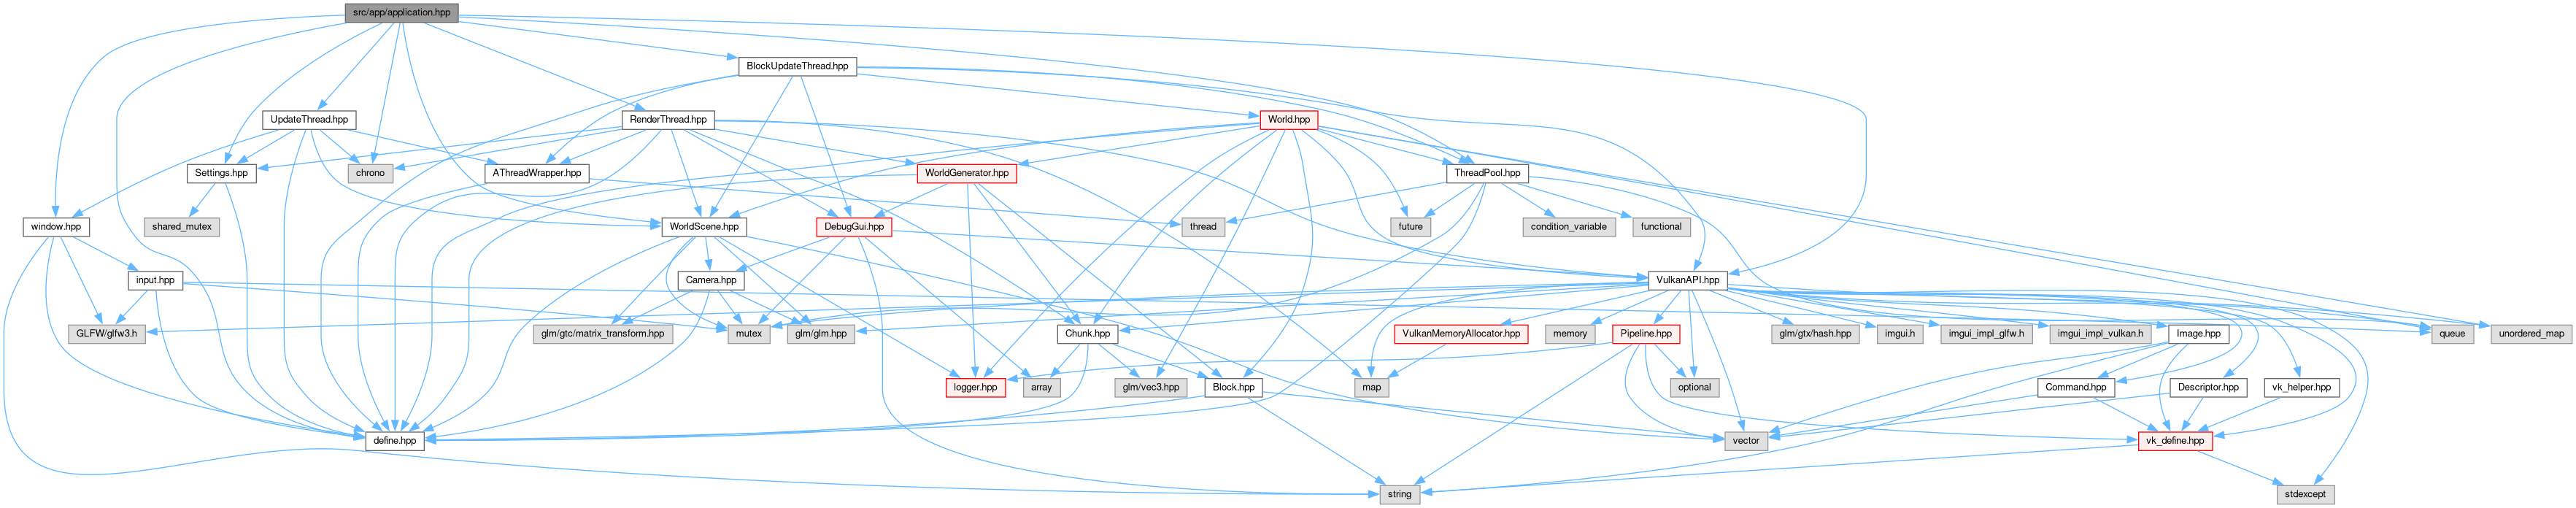 src/app/application.hpp
BlockUpdateThread.hpp
UpdateThread.hpp
RenderThread.hpp
World.hpp
Settings.hpp
chrono
AThreadWrapper.hpp
WorldGenerator.hpp
ThreadPool.hpp
window.hpp
shared_mutex
WorldScene.hpp
DebugGui.hpp
thread
future
condition_variable
functional
input.hpp
Camera.hpp
VulkanAPI.hpp
GLFW/glfw3.h
glm/gtc/matrix_transform.hpp
mutex
glm/glm.hpp
Chunk.hpp
VulkanMemoryAllocator.hpp
memory
Pipeline.hpp
glm/gtx/hash.hpp
imgui.h
imgui_impl_glfw.h
imgui_impl_vulkan.h
Image.hpp
queue
unordered_map
logger.hpp
array
glm/vec3.hpp
Block.hpp
map
optional
Command.hpp
Descriptor.hpp
vk_helper.hpp
define.hpp
vector
vk_define.hpp
string
stdexcept